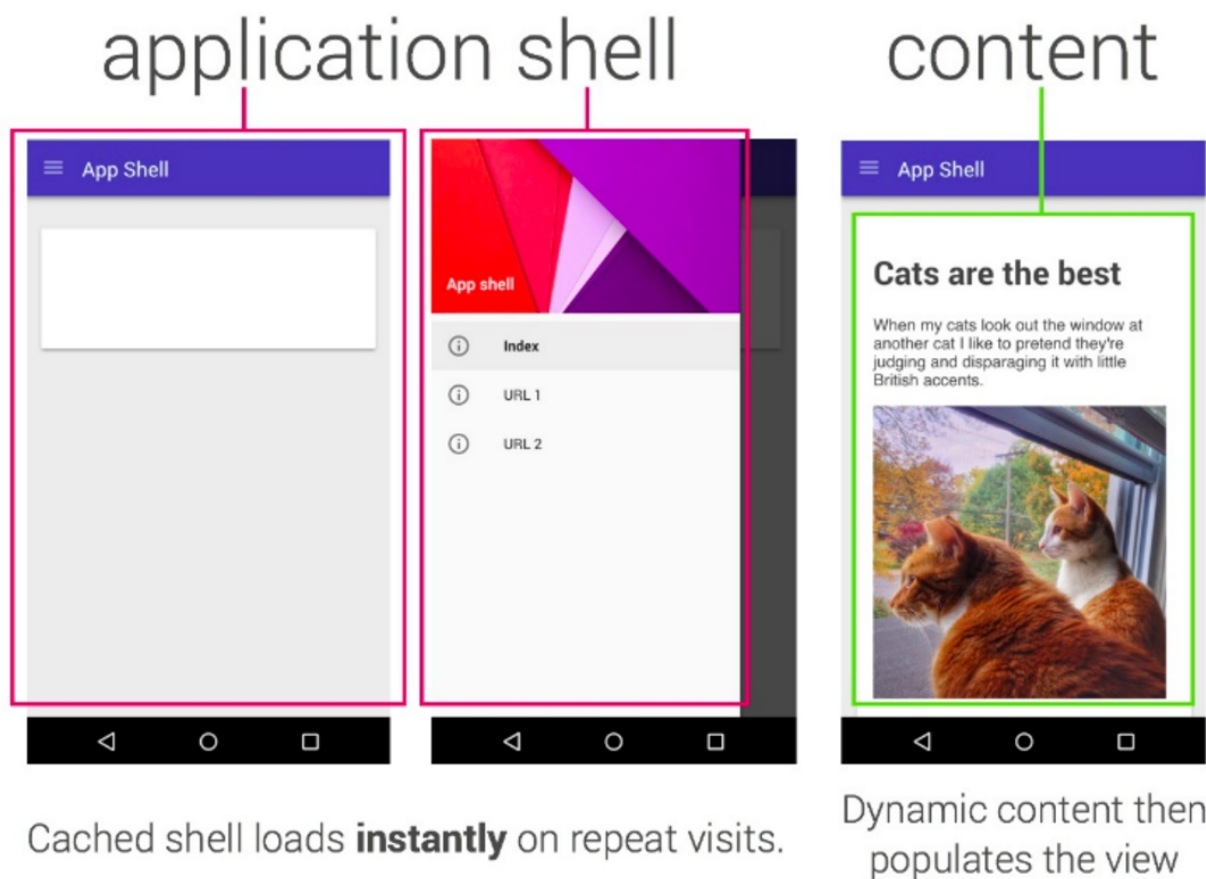 application shell
content
App Shell
App shell
Index
URL 1
URL 2
App Shell
Cats are the best
When my cats look out the window at
another cat I like to pretend they're
judging and disparaging it with little
British accents.
Cached shell loads instantly on repeat visits.
Dynamic content then
populates the view